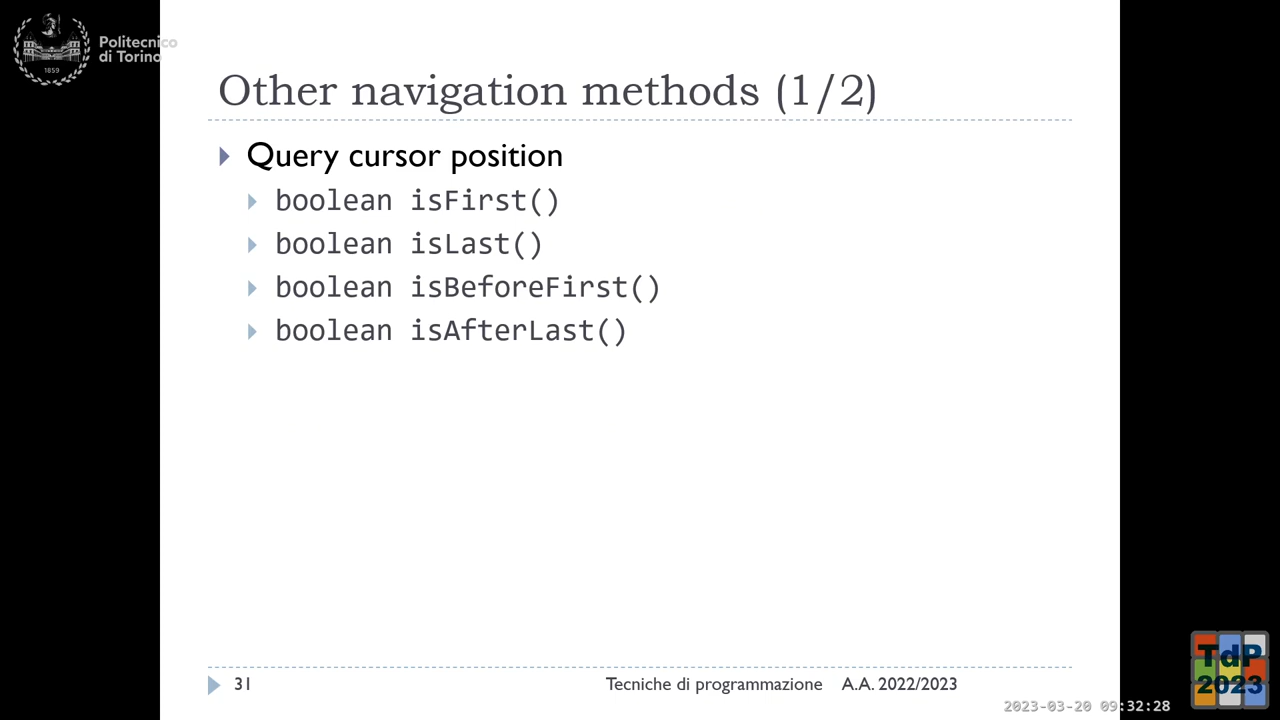 Politecnico
di Torino
1859
Other navigation methods (1/2)
Query cursor position
boolean isFirst()
boolean isLast()
boolean isBeforeFirst()
boolean isAfterLast()
31
Tecniche di programmazione A.A. 2022/2023
2023-03-20 09:32:28
TdP
2023